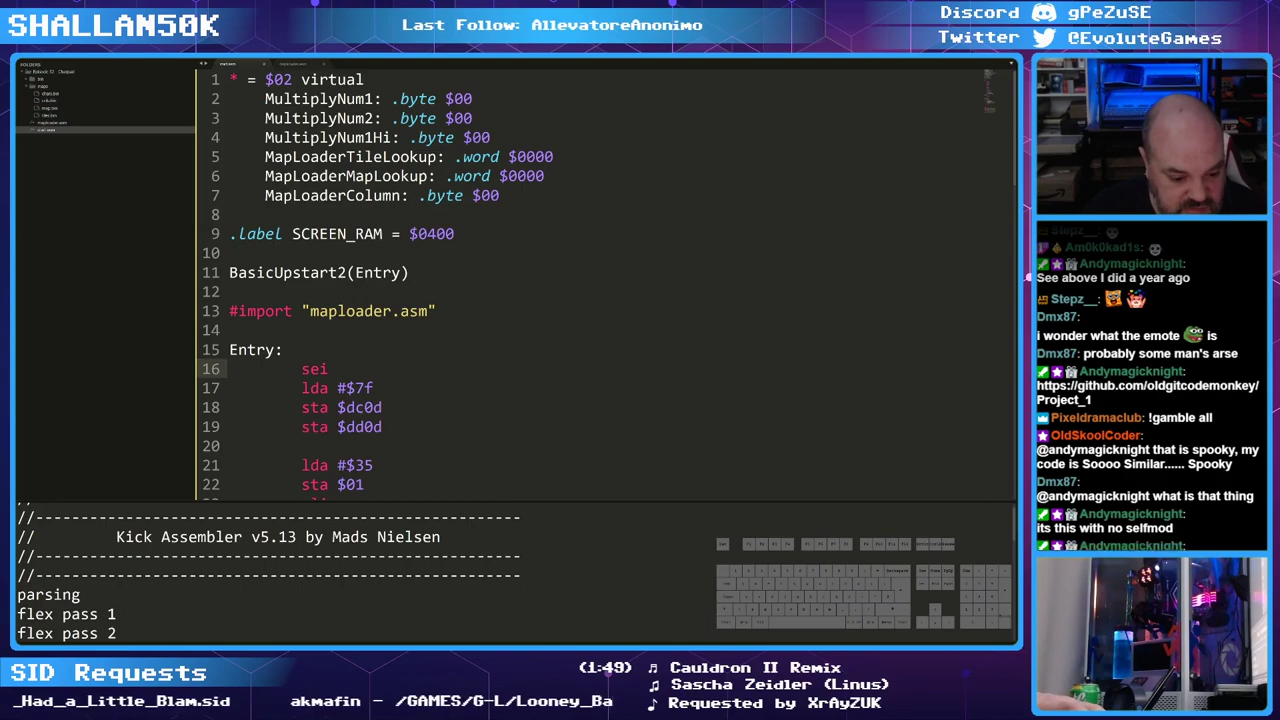 SHALLAN50K
Last Follow: AllevatoreAnonimo
Discord gPeZuSE
Twitter @EvoluteGames
FOLDERS
1 * = $02 virtual
2 MultiplyNum1: .byte $00
3 MultiplyNum2: .byte $00
4 MultiplyNum1Hi: .byte $00
5 MapLoaderTileLookup: .word $0000
6 MapLoaderMapLookup: .word $0000
7 MapLoaderColumn: .byte $00
8
9 .label SCREEN_RAM = $0400
10
11 BasicUpstart2(Entry)
12
13 #import "maploader.asm"
14
15 Entry:
16 sei
17 lda #$7f
18 sta $dc0d
19 sta $dd0d
20
21 lda #$35
22 sta $01
//---------------------------------------------------------
// Kick Assembler v5.13 by Mads Nielsen
//---------------------------------------------------------
//---------------------------------------------------------
parsing
flex pass 1
flex pass 2
Stepz__:
Am0k0kad1s:
Andymagicknight:
See above I did a year ago
Stepz__:
Dmx87:
i wonder what the emote is
Dmx87: probably some man's arse
Andymagicknight:
https://github.com/oldgitcodemonkey/
Project_1
Pixeldramaclub: !gamble all
OldSkoolCoder:
@andymagicknight that is spooky, my
code is Soooo Similar...... Spooky
Dmx87:
@andymagicknight what is that thing
Andymagicknight:
its this with no selfmod
Andymagicknight:
SID Requests
_Had_a_Little_Blam.sid akmafin - /GAMES/G-L/Looney_Ba
(1:49) Cauldron II Remix
Sascha Zeidler (Linus)
Requested by XrAyZUK